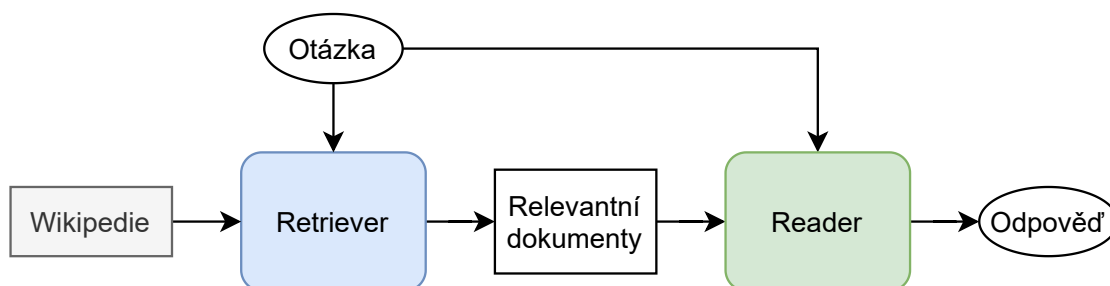 Otázka
Wikipedie
Retriever
Relevantní
dokumenty
Reader
Odpověď